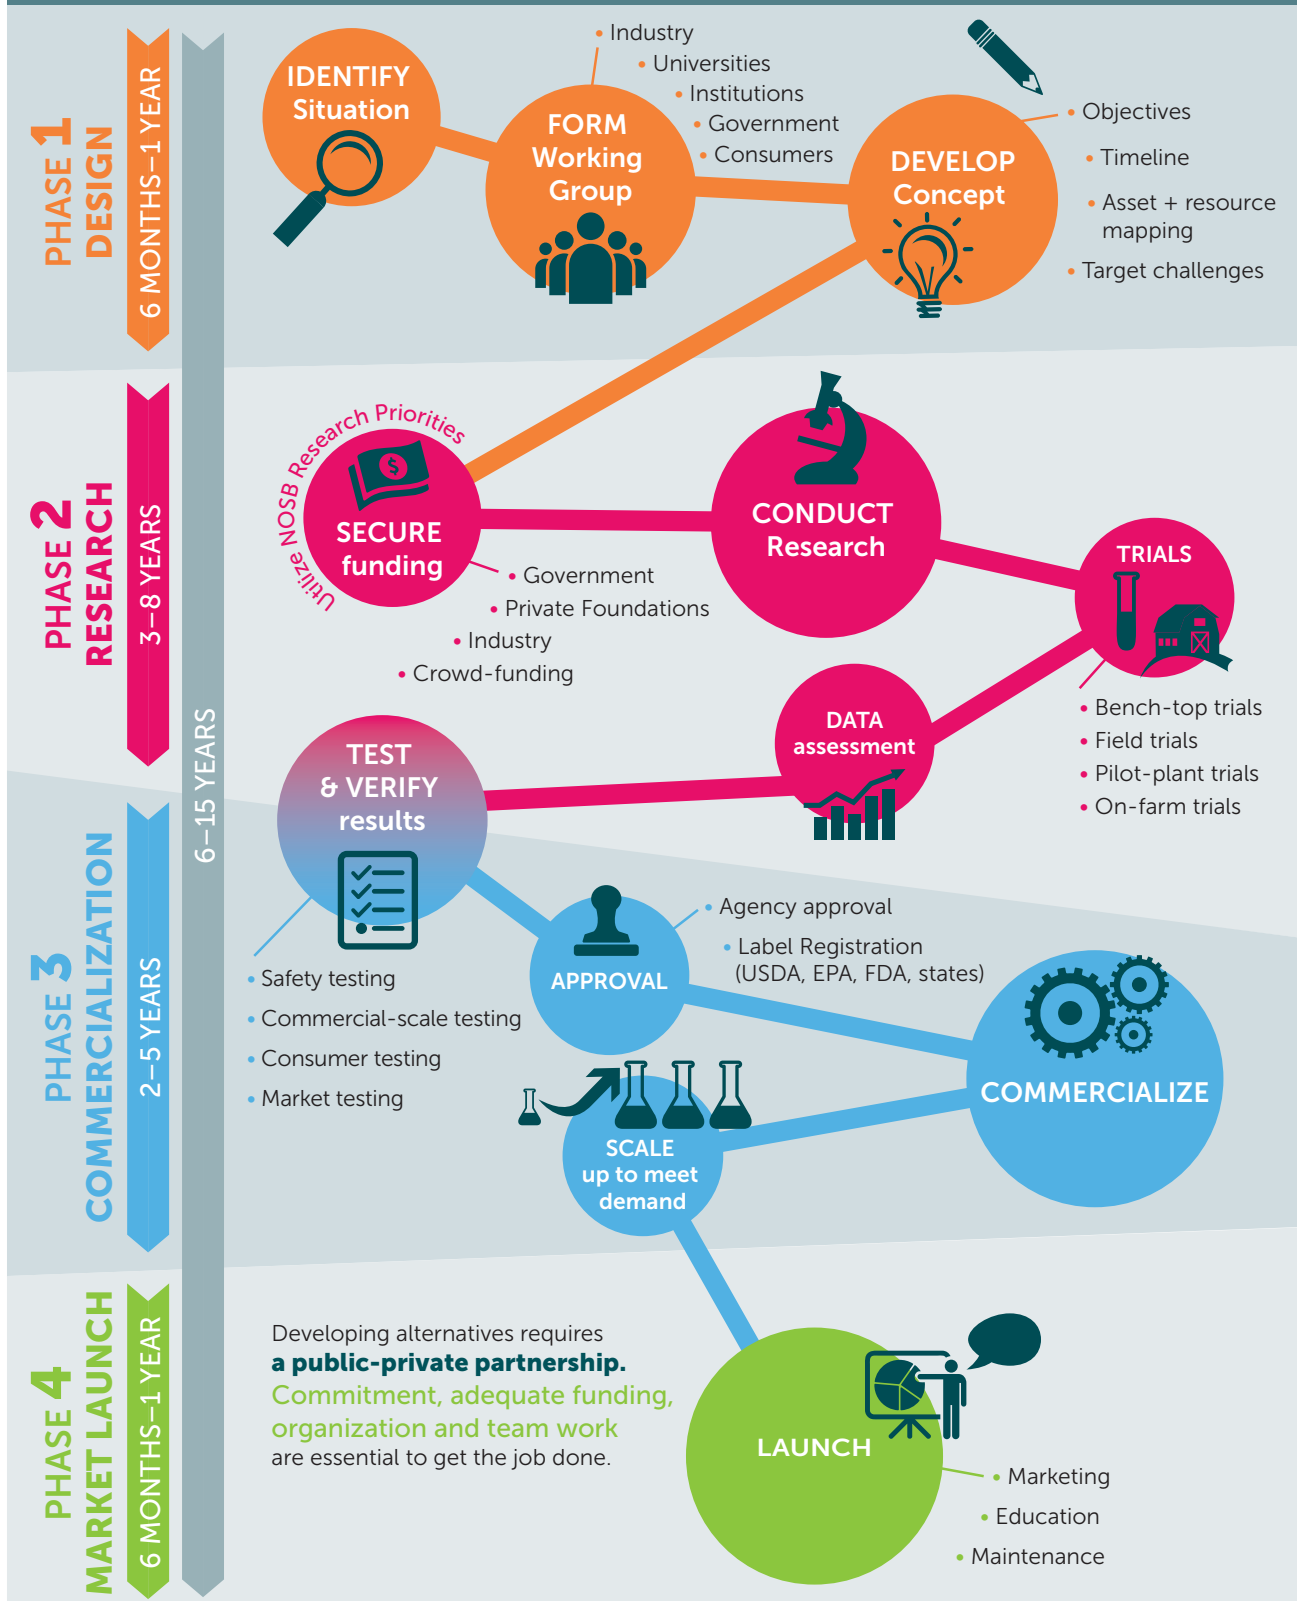 PHASE 1
DESIGN
6 MONTHS–1 YEAR
6–15 YEARS
IDENTIFY
Situation
FORM
Working
Group
• Industry
• Universities
• Institutions
• Government
• Consumers
DEVELOP
Concept
• Objectives
• Timeline
• Asset + resource
mapping
• Target challenges
PHASE 2
RESEARCH
3–8 YEARS
Utilize NOSB Research Priorities
$
SECURE
funding
• Government
• Private Foundations
• Industry
• Crowd-funding
CONDUCT
Research
TRIALS
• Bench-top trials
• Field trials
• Pilot-plant trials
• On-farm trials
DATA
assessment
TEST
& VERIFY
results
• Safety testing
• Commercial-scale testing
• Consumer testing
• Market testing
PHASE 3
COMMERCIALIZATION
2–5 YEARS
APPROVAL
• Agency approval
• Label Registration
(USDA, EPA, FDA, states)
COMMERCIALIZE
SCALE
up to meet
demand
PHASE 4
MARKET LAUNCH
6 MONTHS–1 YEAR
Developing alternatives requires
a public-private partnership.
Commitment, adequate funding,
organization and team work
are essential to get the job done.
LAUNCH
• Marketing
• Education
• Maintenance